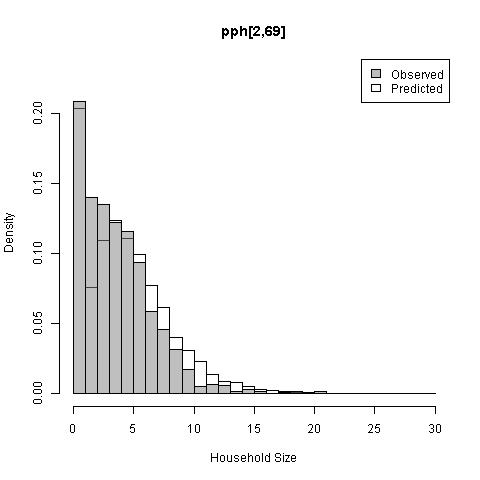 pph[2,69]
Observed
Predicted
0.20
0.15
0.10
0.05
0.00
Density
0 5 10 15 20 25 30
Household Size